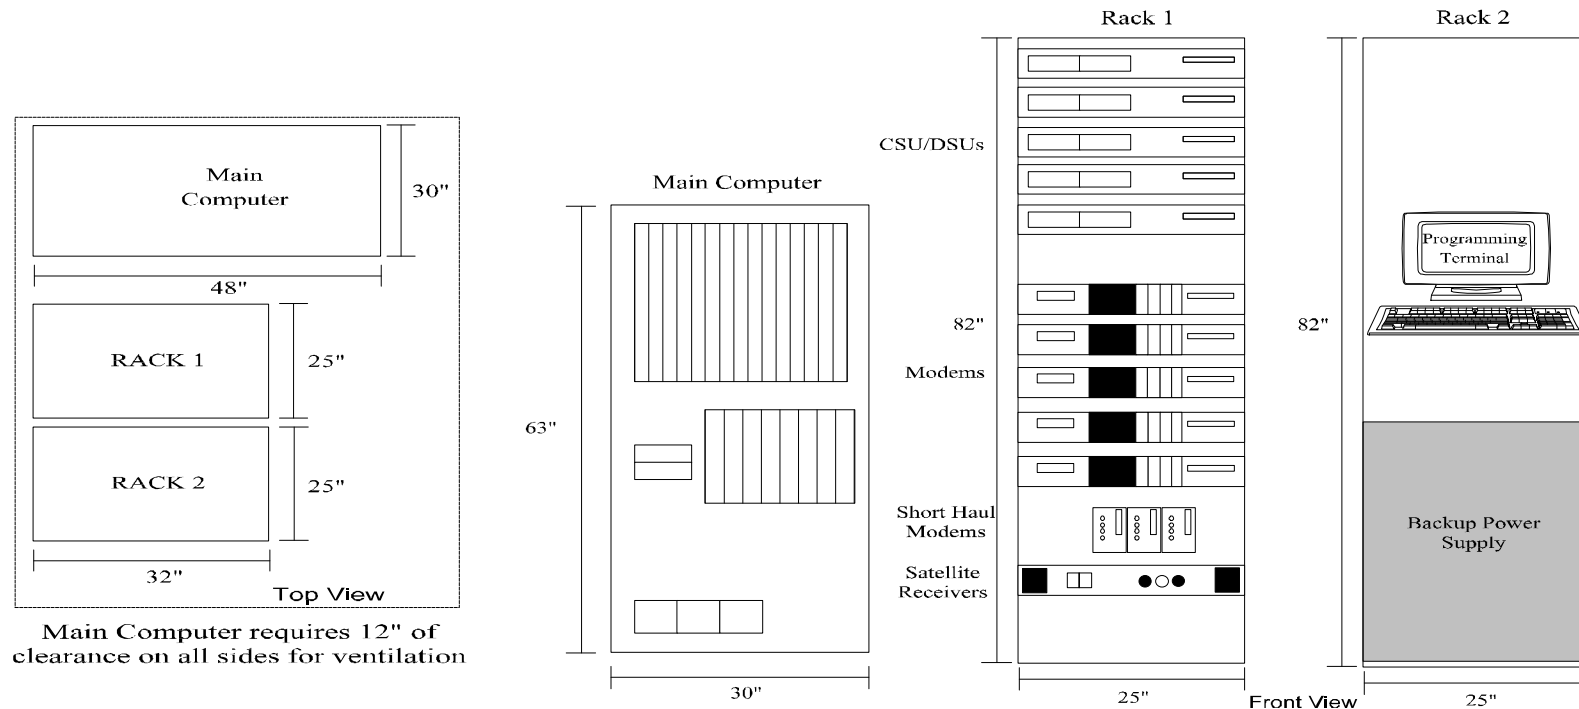 Main
Computer
30"
48"
RACK 1
25"
RACK 2
25"
32"
Top View
Main Computer requires 12" of
clearance on all sides for ventilation
Main Computer
63"
30"
Rack 1
CSU/DSUs
82"
Modems
Short Haul
Modems
Satellite
Receivers
25"
Rack 2
82"
Programming
Terminal
Backup Power
Supply
25"
Front View